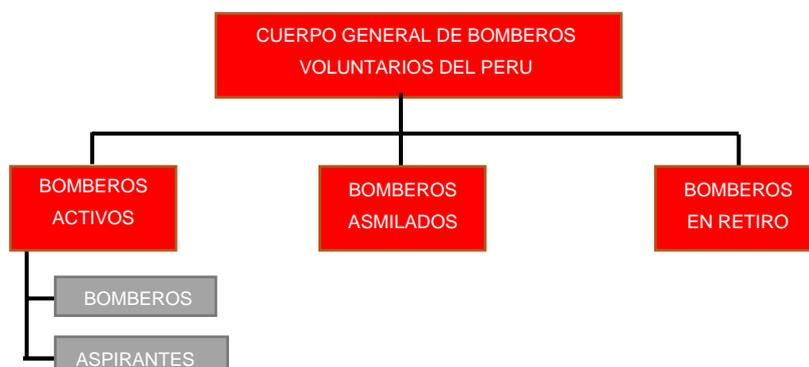 CUERPO GENERAL DE BOMBEROS
VOLUNTARIOS DEL PERU
BOMBEROS
ACTIVOS
BOMBEROS
ASMILADOS
BOMBEROS
EN RETIRO
BOMBEROS
ASPIRANTES